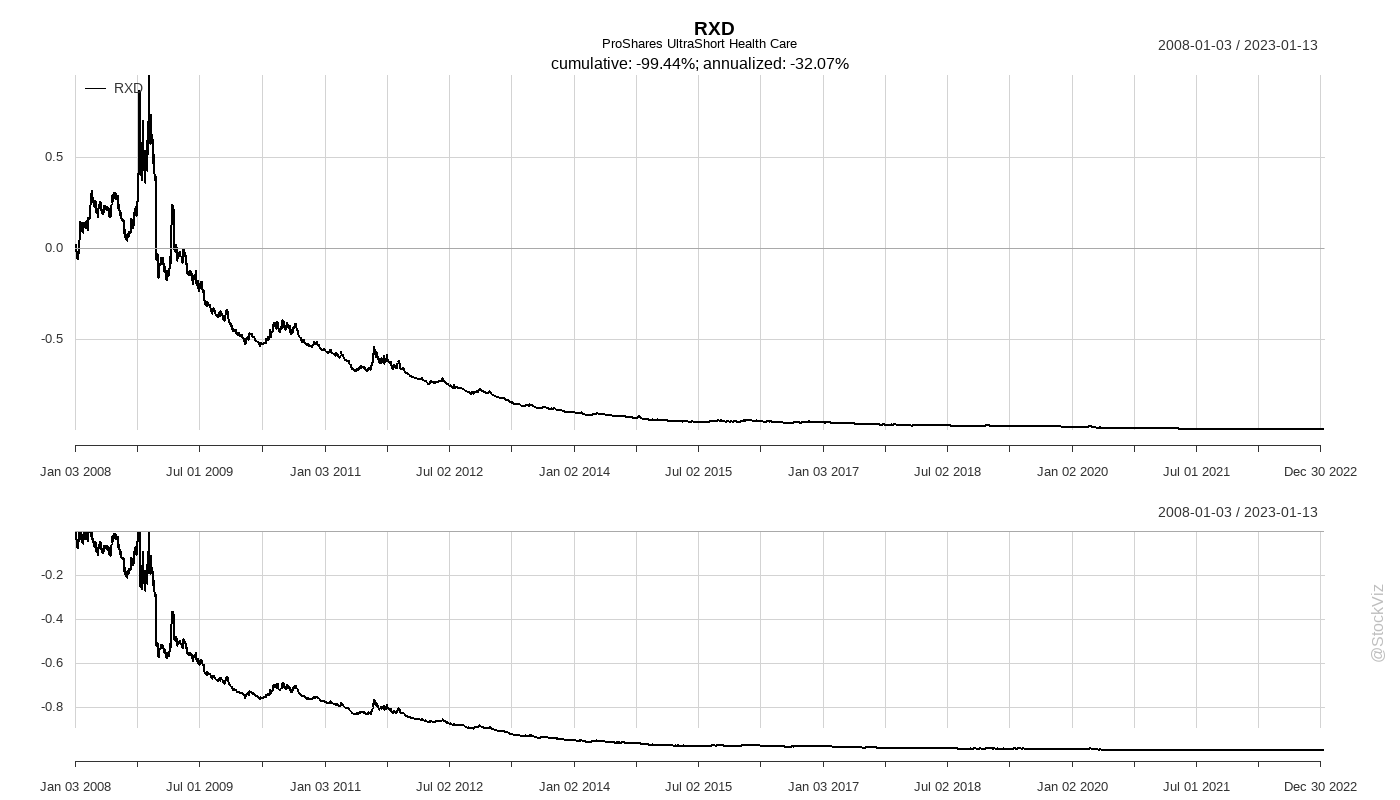 RXD
ProShares UltraShort Health Care
2008-01-03 / 2023-01-13
cumulative: -99.44%; annualized: -32.07%
RXD
0.5
0.0
-0.5
Jan 03 2008 Jul 01 2009 Jan 03 2011 Jul 02 2012 Jan 02 2014 Jul 02 2015 Jan 03 2017 Jul 02 2018 Jan 02 2020 Jul 01 2021 Dec 30 2022
2008-01-03 / 2023-01-13
-0.2
-0.4
-0.6
-0.8
Jan 03 2008 Jul 01 2009 Jan 03 2011 Jul 02 2012 Jan 02 2014 Jul 02 2015 Jan 03 2017 Jul 02 2018 Jan 02 2020 Jul 01 2021 Dec 30 2022
@StockViz